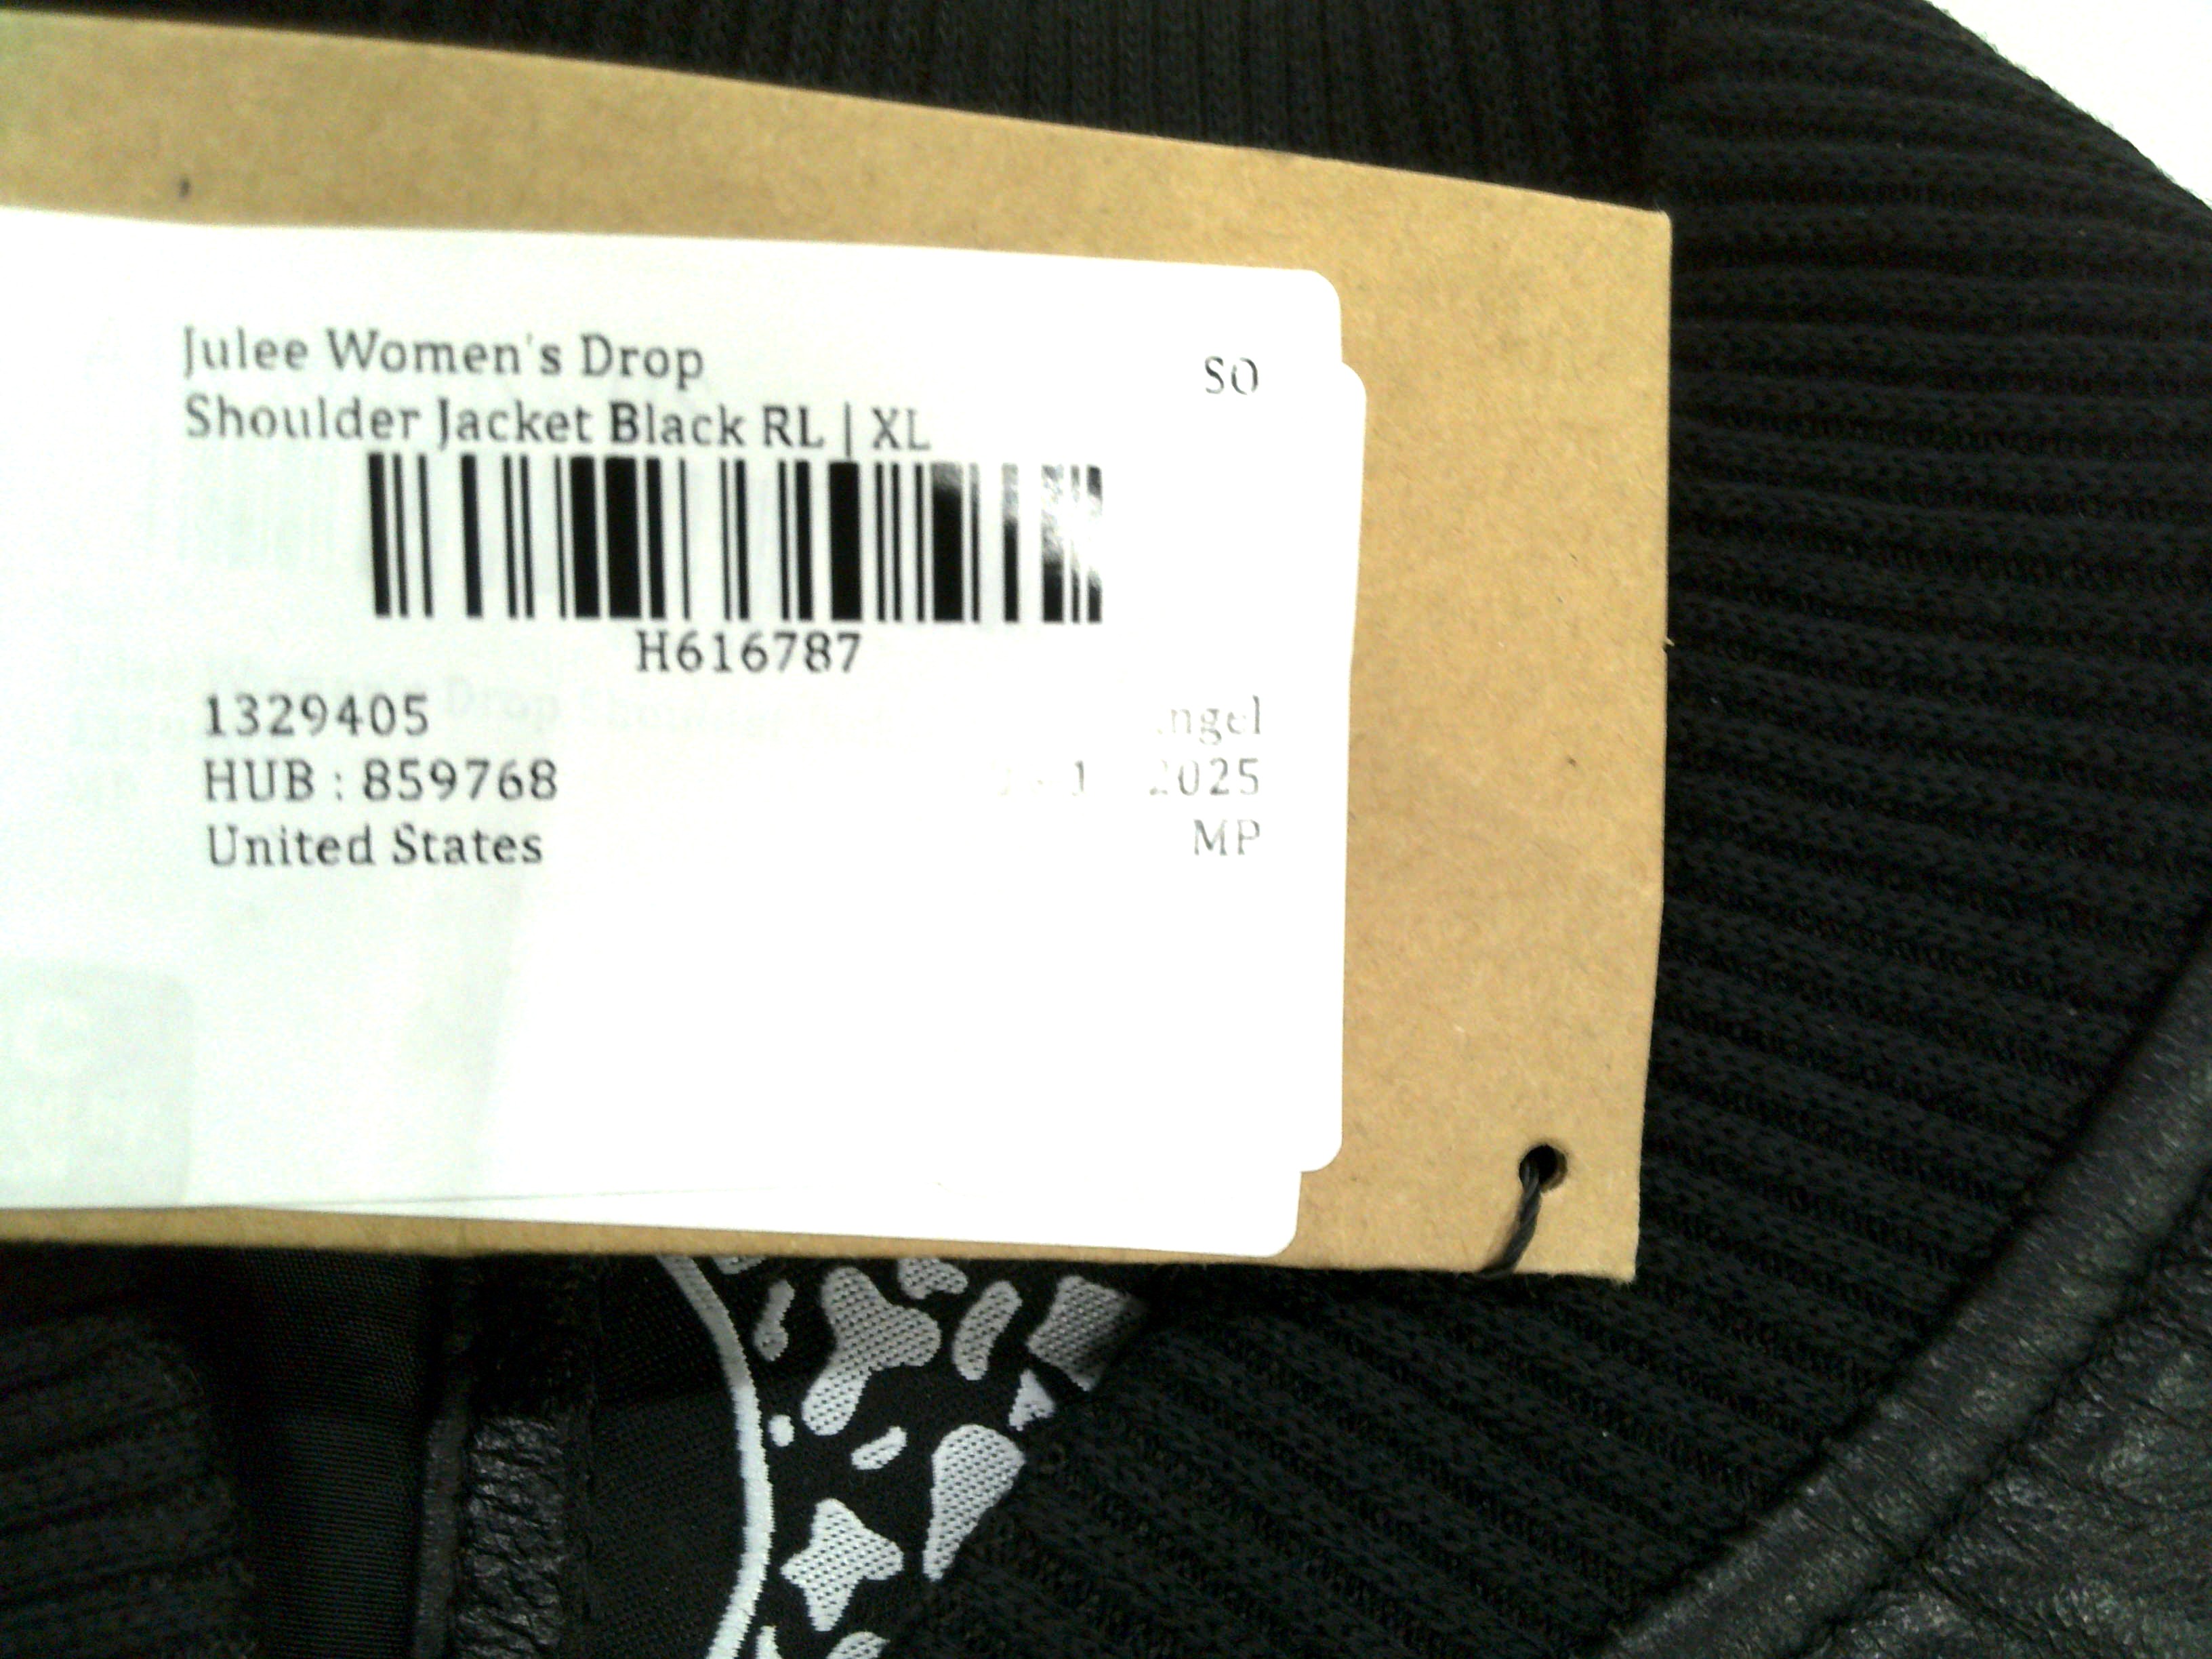 Julee Women's Drop
Shoulder Jacket Black RL | XL
SO
H616787
1329405
HUB : 859768
2025
United States
MP